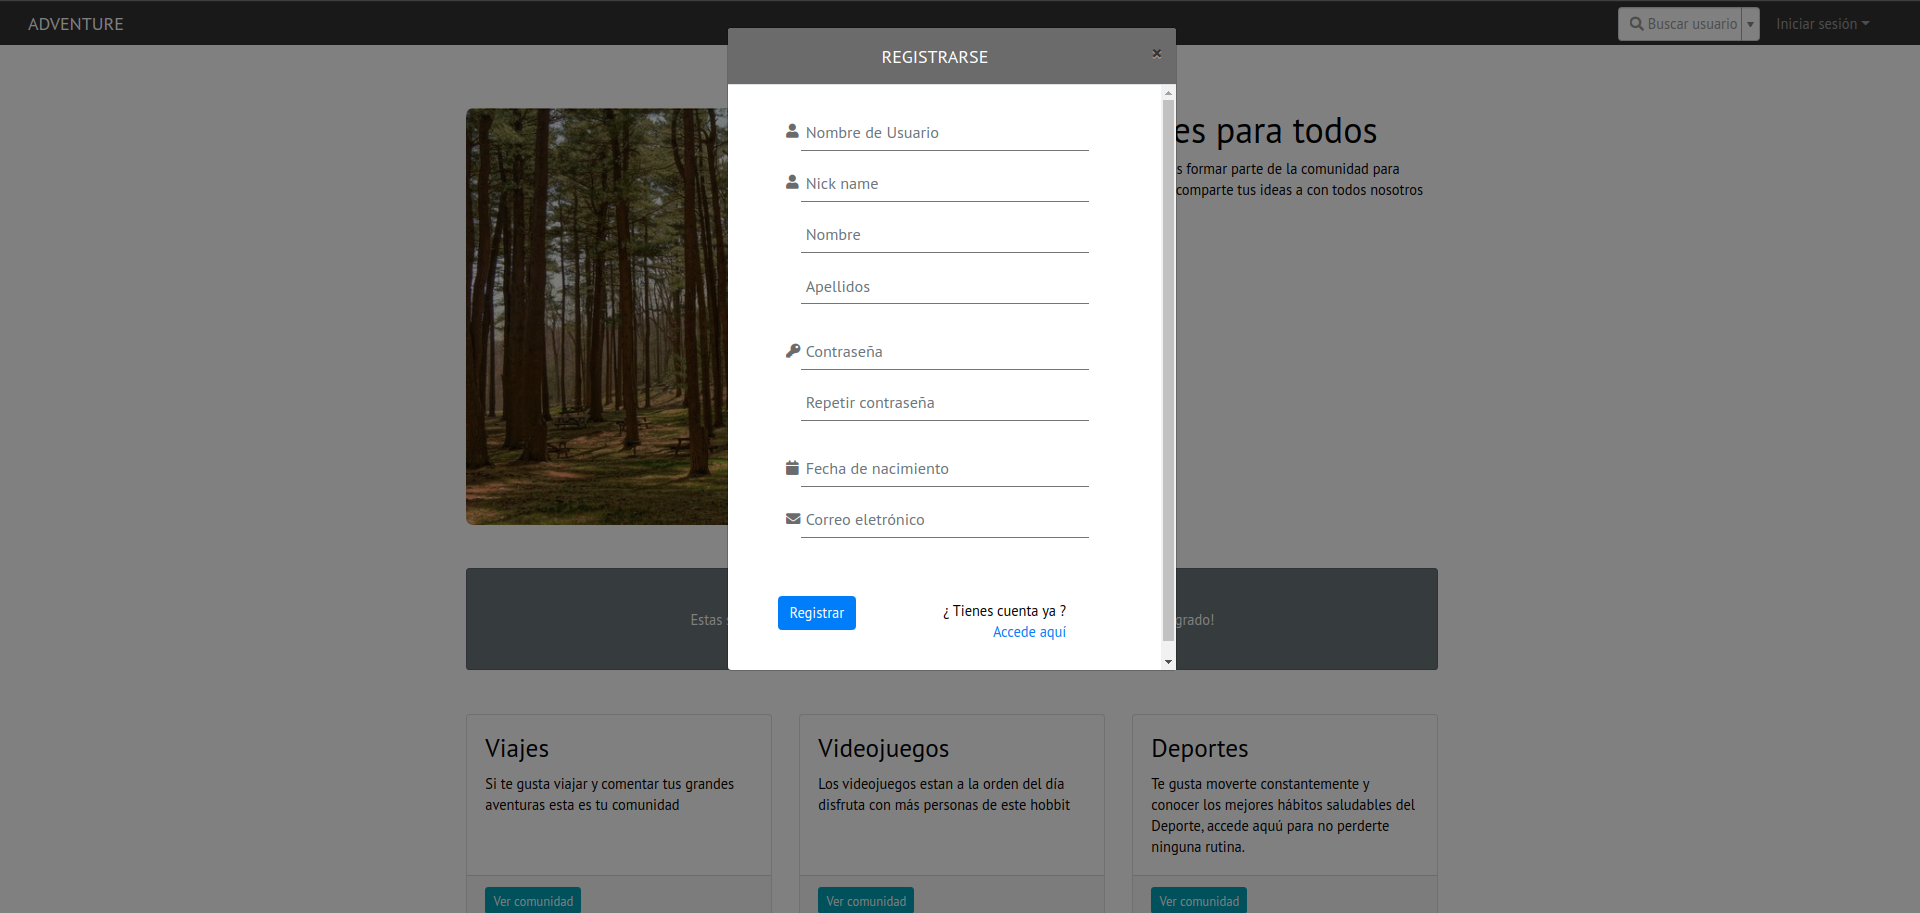 ADVENTURE
Buscar usuario
Iniciar sesión
REGISTRARSE
×
Nombre de Usuario
Nick name
Nombre
Apellidos
Contraseña
Repetir contraseña
Fecha de nacimiento
Correo eletrónico
Registrar
¿ Tienes cuenta ya ?
Accede aquí
es para todos
s formar parte de la comunidad para
comparte tus ideas a con todos nosotros
Estas
grado!
Viajes
Si te gusta viajar y comentar tus grandes
aventuras esta es tu comunidad
Ver comunidad
Videojuegos
Los videojuegos estan a la orden del día
disfruta con más personas de este hobbit
Ver comunidad
Deportes
Te gusta moverte constantemente y
conocer los mejores hábitos saludables del
Deporte, accede aquú para no perderte
ninguna rutina.
Ver comunidad